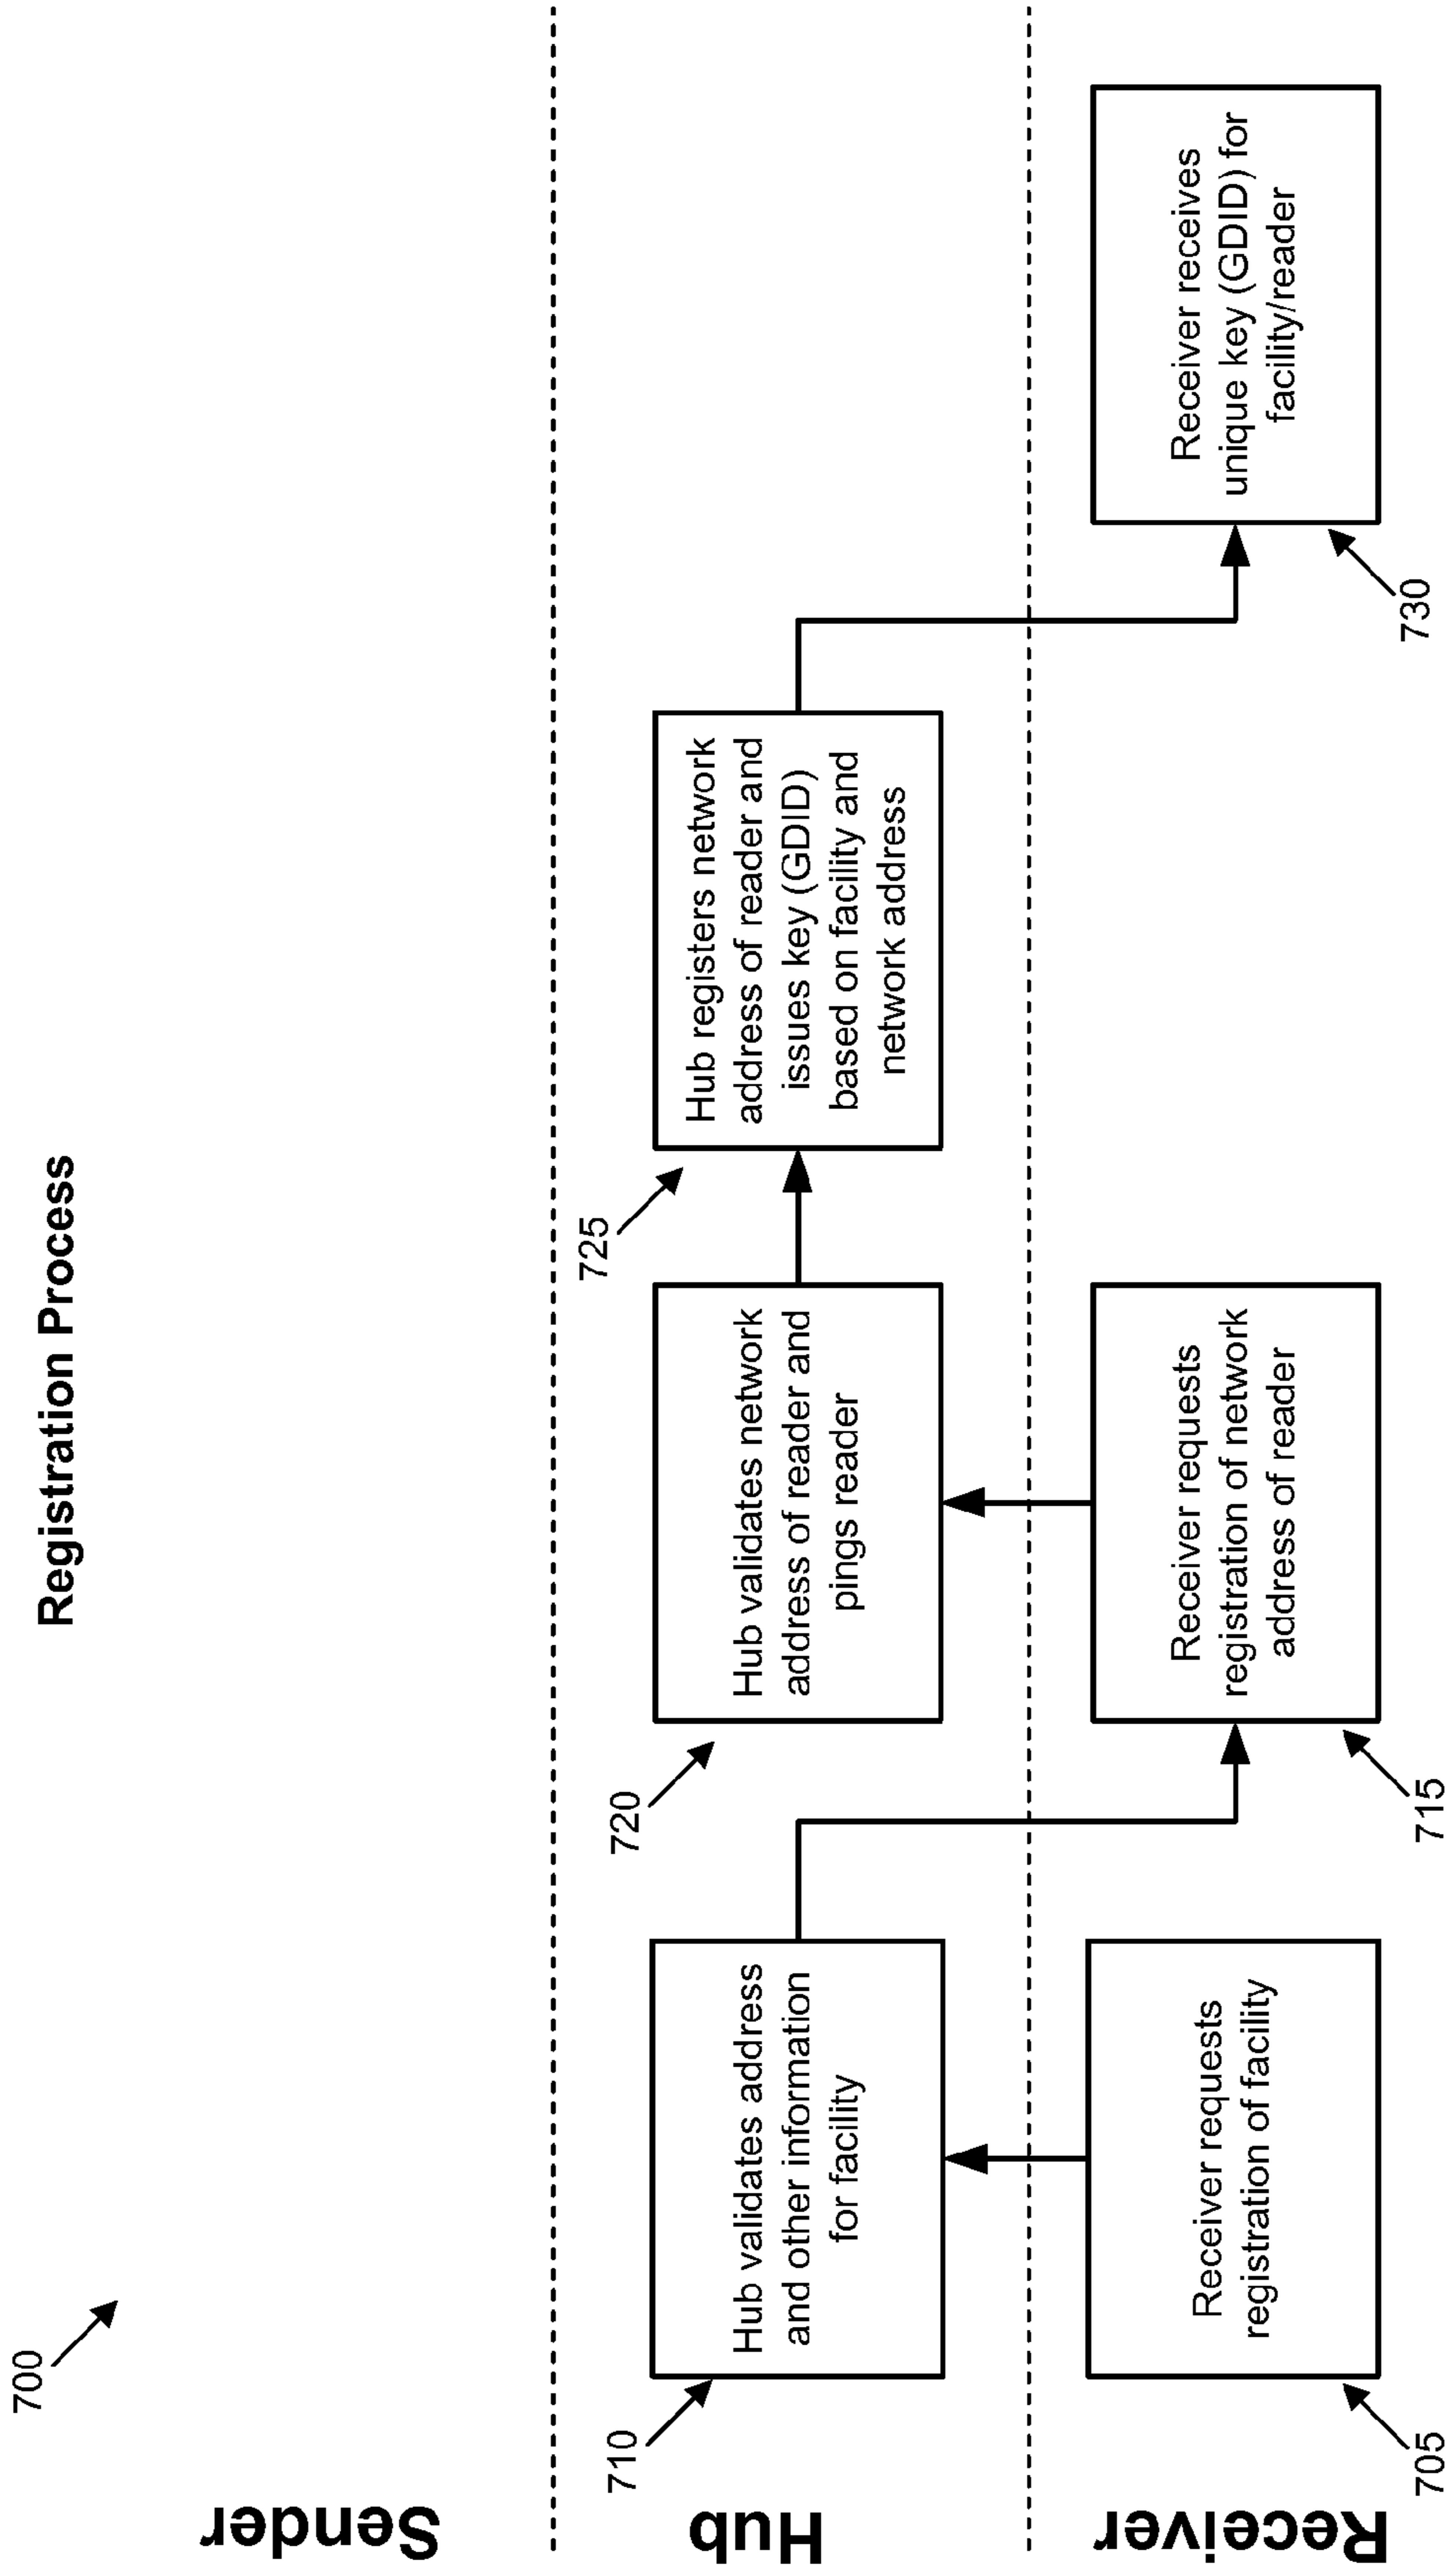 Registration Process
700
Sender
Hub
710
Hub validates address
and other information
for facility
720
Hub validates network
address of reader and
pings reader
725
Hub registers network
address of reader and
issues key (GDID)
based on facility and
network address
Receiver
705
Receiver requests
registration of facility
715
Receiver requests
registration of network
address of reader
730
Receiver receives
unique key (GDID) for
facility/reader